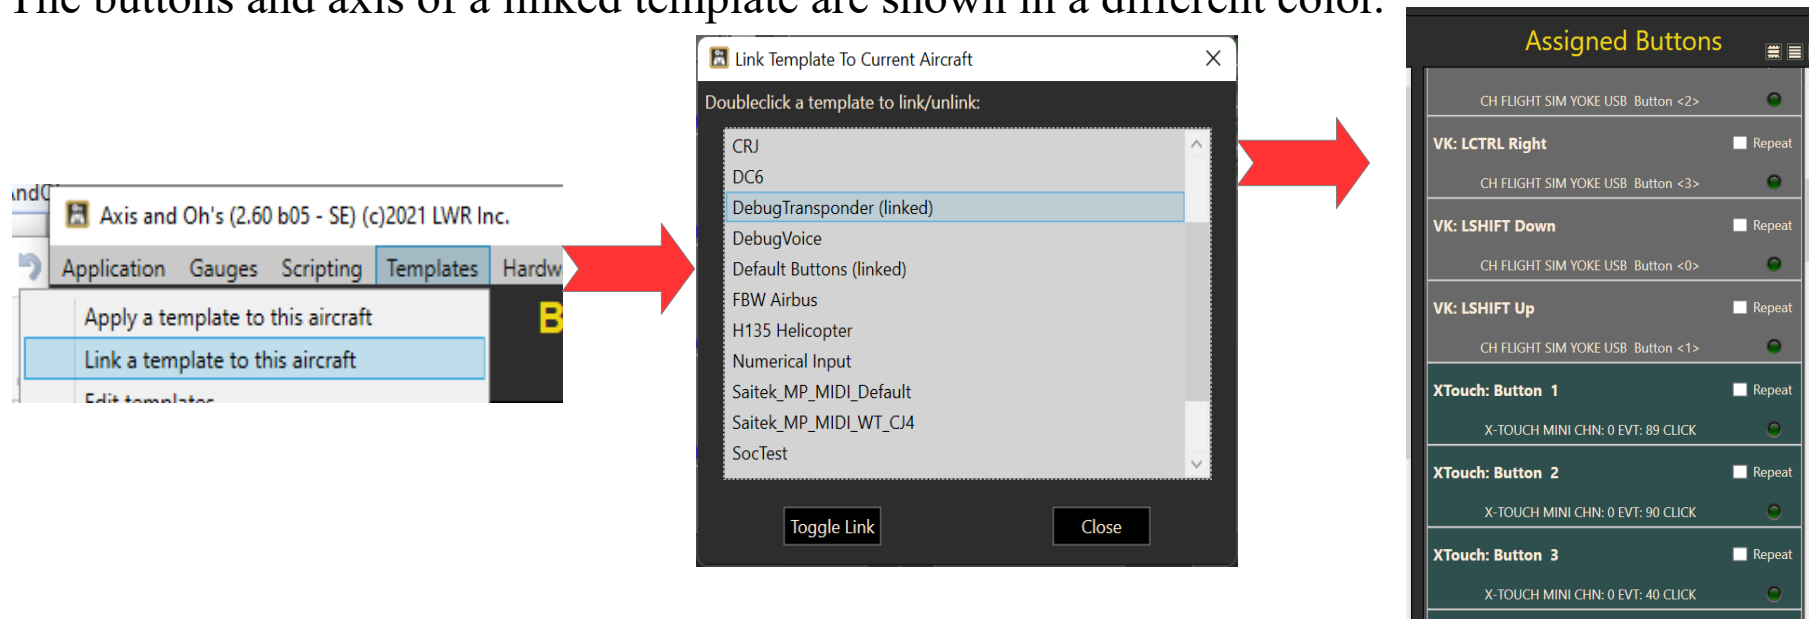 The buttons and axis of a linked template are shown in a different color.
Axis and Oh's (2.60 b05 - SE) (c)2021 LWR Inc.
Application Gauges Scripting Templates Hardw
Apply a template to this aircraft
Link a template to this aircraft
Edit templates
Link Template To Current Aircraft
Doubleclick a template to link/unlink:
CRJ
DC6
DebugTransponder (linked)
DebugVoice
Default Buttons (linked)
FBW Airbus
H135 Helicopter
Numerical Input
Saitek_MP_MIDI_Default
Saitek_MP_MIDI_WT_CJ4
SocTest
Toggle Link Close
Assigned Buttons
CH FLIGHT SIM YOKE USB Button <2>
VK: LCTRL Right Repeat
CH FLIGHT SIM YOKE USB Button <3>
VK: LSHIFT Down Repeat
CH FLIGHT SIM YOKE USB Button <0>
VK: LSHIFT Up Repeat
CH FLIGHT SIM YOKE USB Button <1>
XTouch: Button 1 Repeat
X-TOUCH MINI CHN: 0 EVT: 89 CLICK
XTouch: Button 2 Repeat
X-TOUCH MINI CHN: 0 EVT: 90 CLICK
XTouch: Button 3 Repeat
X-TOUCH MINI CHN: 0 EVT: 40 CLICK